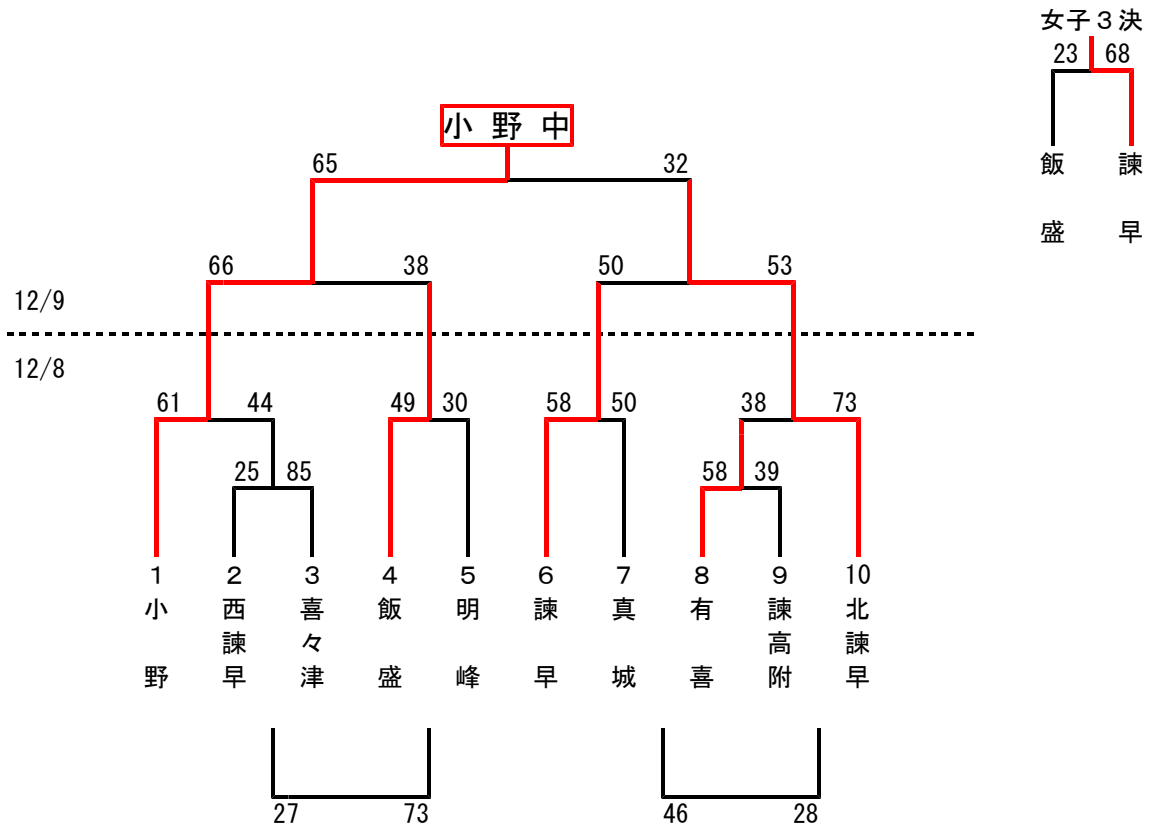 女子３決
23 68
飯盛
諫早
小野中
65 32
66 38 50 53
12/9
12/8
61 44 49 30 58 50 38 73
25 85 58 39
１ ２ ３ ４ ５ ６ ７ ８ ９ 10
小野
西諫早
喜々津
飯盛
明峰
諫早
真城
有喜
諫高附
北諫早
27 73 46 28